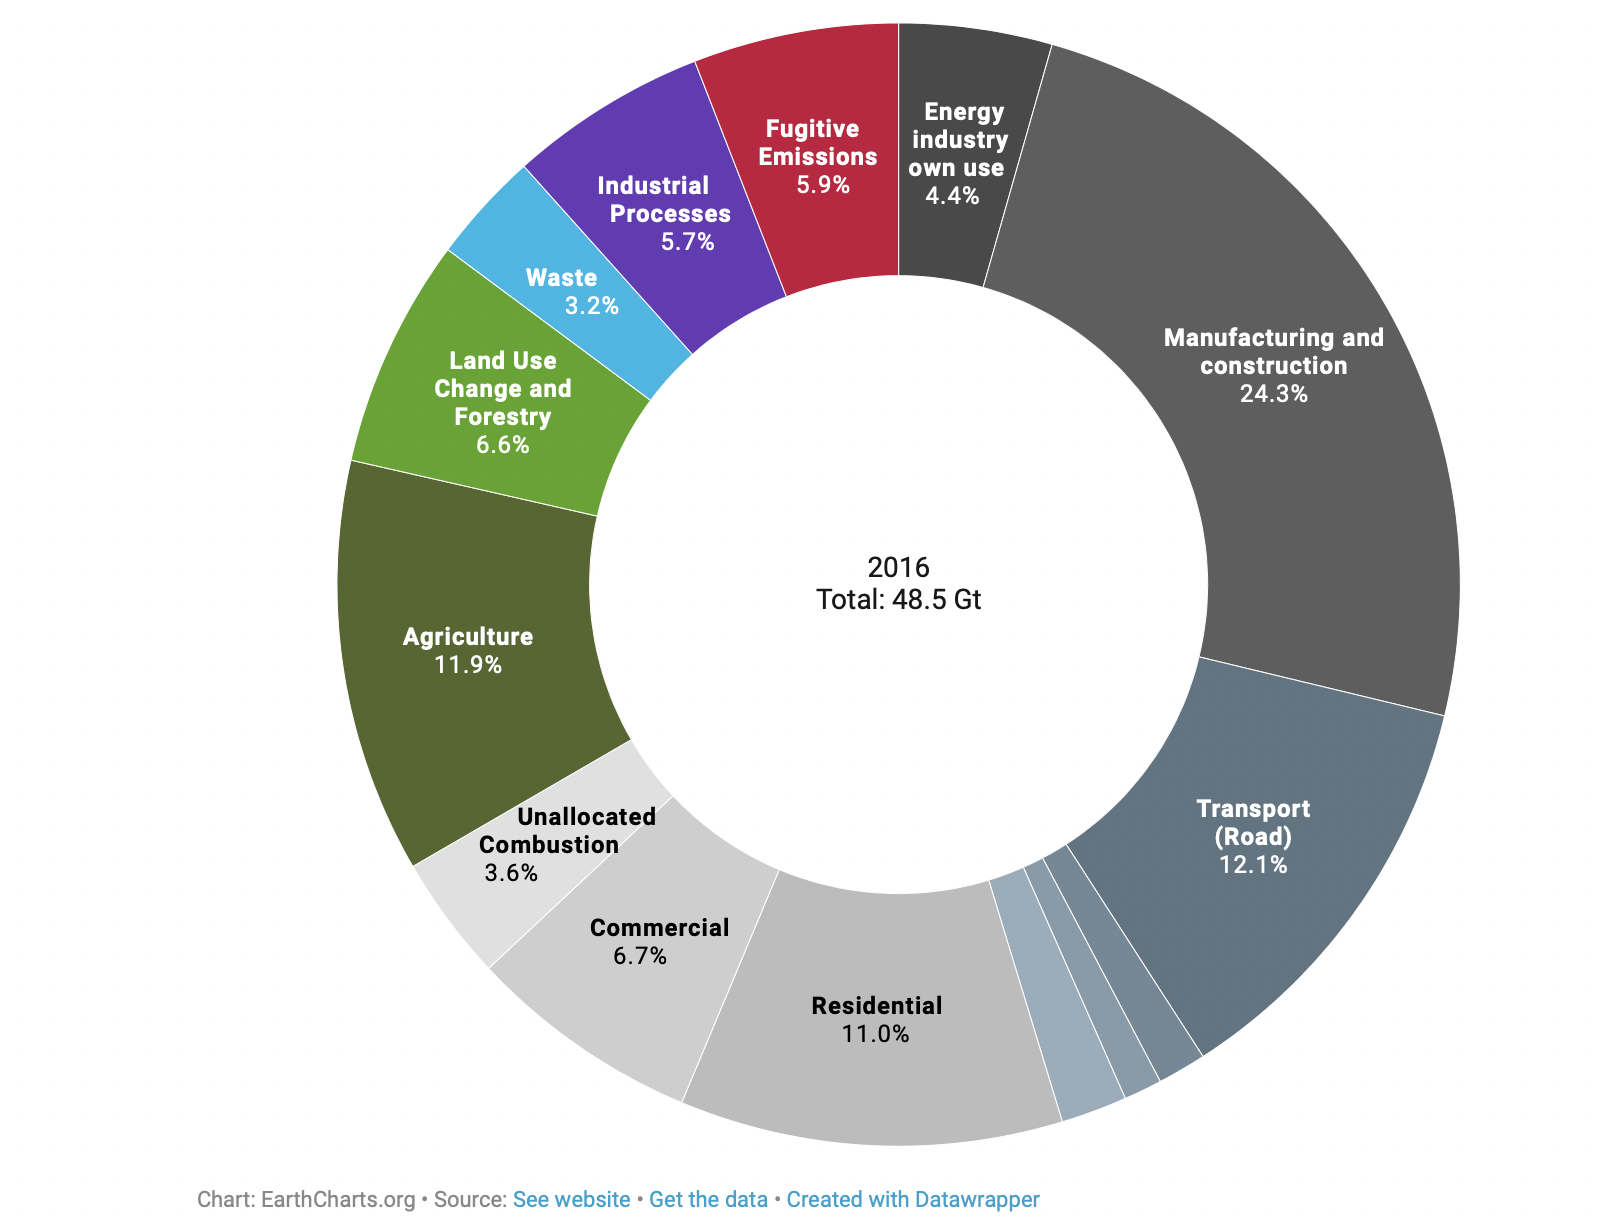 Fugitive
Emissions
5.9%
Energy
industry
own use
4.4%
Industrial
Processes
5.7%
Waste
3.2%
Manufacturing and
construction
24.3%
Land Use
Change and
Forestry
6.6%
2016
Total: 48.5 Gt
Agriculture
11.9%
Transport
(Road)
12.1%
Unallocated
Combustion
3.6%
Commercial
6.7%
Residential
11.0%
Chart: EarthCharts.org • Source: See website • Get the data • Created with Datawrapper